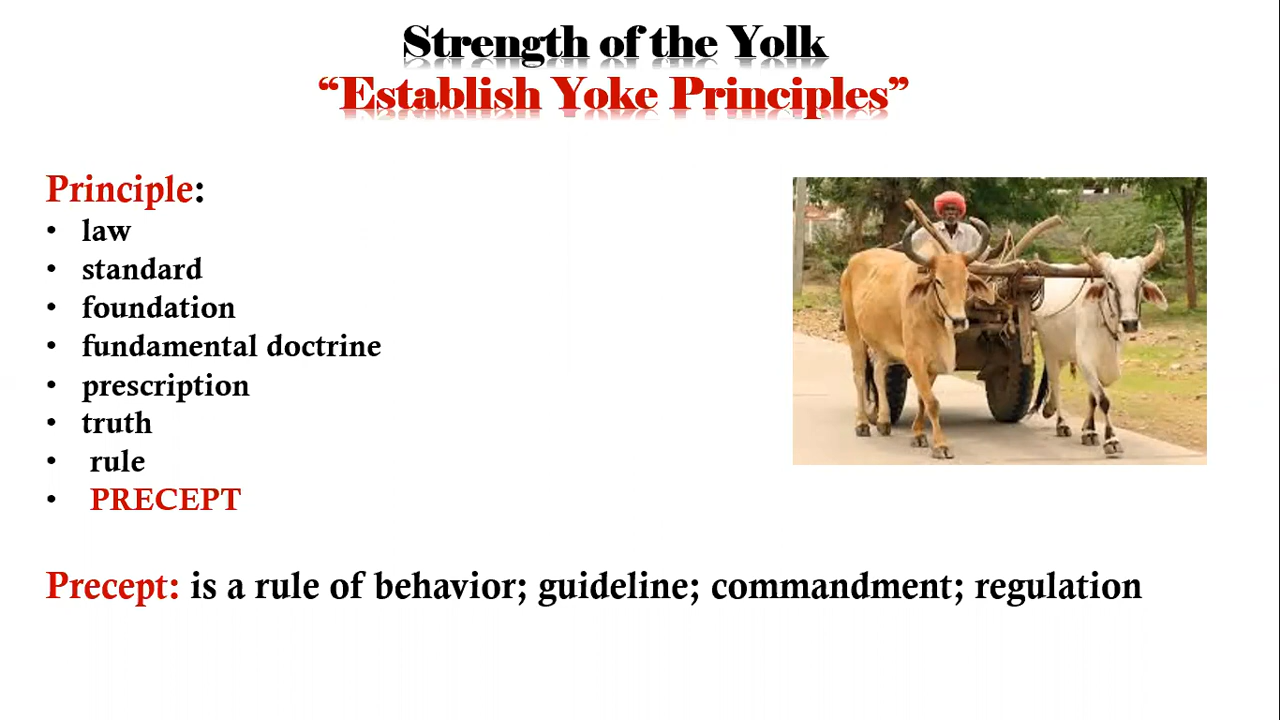 Strength of the Yolk
“Establish Yoke Principles”
Principle:
• law
• standard
• foundation
• fundamental doctrine
• prescription
• truth
• rule
• PRECEPT
Precept: is a rule of behavior; guideline; commandment; regulation